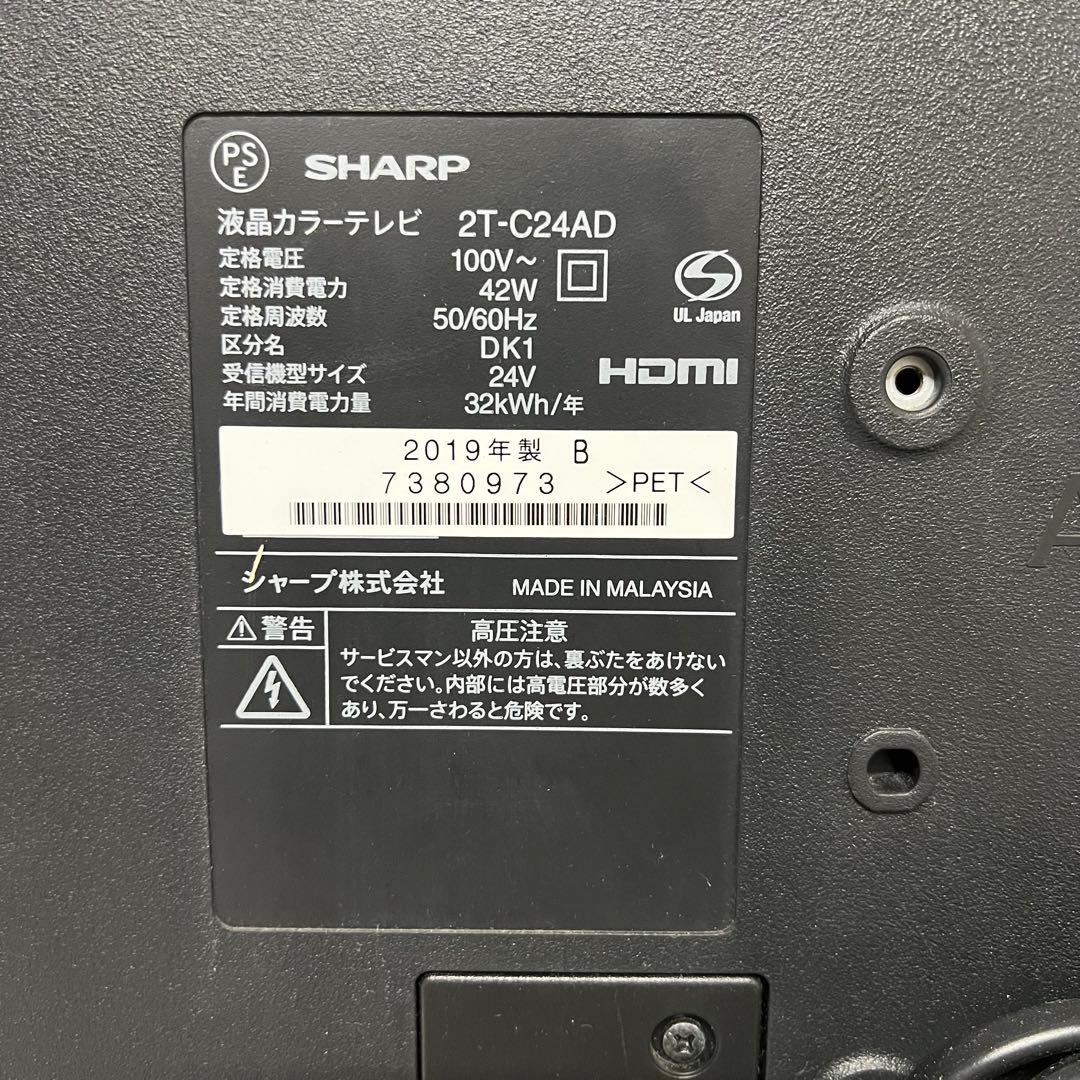 PS
E
SHARP
液晶カラーテレビ 2T-C24AD
定格電圧 100V～
定格消費電力 42W
定格周波数 50/60Hz
区分名 DK1
受信機型サイズ 24V
年間消費電力量 32kWh/年
UL Japan
HDMI
2019年製 B
7380973 >PET<
シャープ株式会社 MADE IN MALAYSIA
警告
高圧注意
サービスマン以外の方は、裏ぶたをあけない
でください。内部には高電圧部分が数多く
あり、万一さわると危険です。